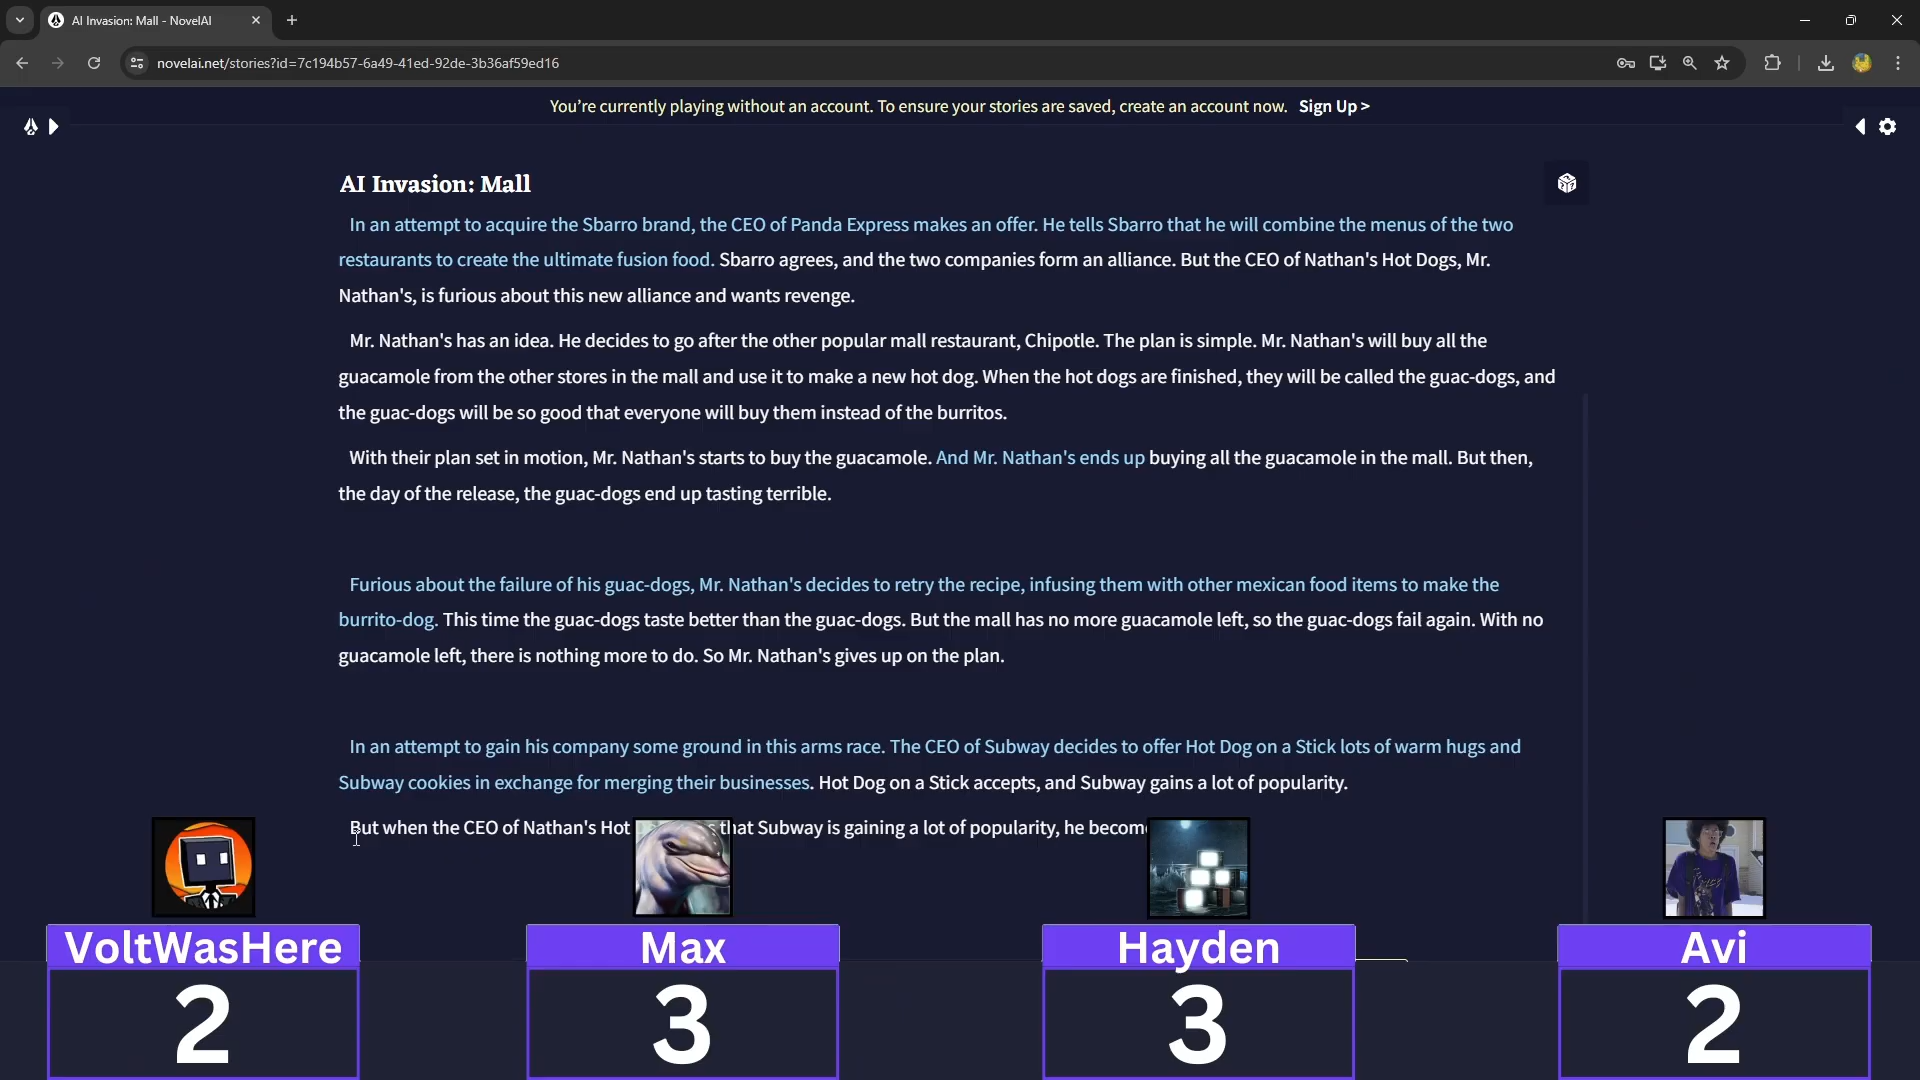 AI Invasion: Mall - NovelAI
novelai.net/stories?id=7c194b57-6a49-41ed-92de-3b36af59ed16
You're currently playing without an account. To ensure your stories are saved, create an account now. Sign Up >
AI Invasion: Mall
In an attempt to acquire the Sbarro brand, the CEO of Panda Express makes an offer. He tells Sbarro that he will combine the menus of the two
restaurants to create the ultimate fusion food. Sbarro agrees, and the two companies form an alliance. But the CEO of Nathan's Hot Dogs, Mr.
Nathan's, is furious about this new alliance and wants revenge.
Mr. Nathan's has an idea. He decides to go after the other popular mall restaurant, Chipotle. The plan is simple. Mr. Nathan's will buy all the
guacamole from the other stores in the mall and use it to make a new hot dog. When the hot dogs are finished, they will be called the guac-dogs, and
the guac-dogs will be so good that everyone will buy them instead of the burritos.
With their plan set in motion, Mr. Nathan's starts to buy the guacamole. And Mr. Nathan's ends up buying all the guacamole in the mall. But then,
the day of the release, the guac-dogs end up tasting terrible.
Furious about the failure of his guac-dogs, Mr. Nathan's decides to retry the recipe, infusing them with other mexican food items to make the
burrito-dog. This time the guac-dogs taste better than the guac-dogs. But the mall has no more guacamole left, so the guac-dogs fail again. With no
guacamole left, there is nothing more to do. So Mr. Nathan's gives up on the plan.
In an attempt to gain his company some ground in this arms race. The CEO of Subway decides to offer Hot Dog on a Stick lots of warm hugs and
Subway cookies in exchange for merging their businesses. Hot Dog on a Stick accepts, and Subway gains a lot of popularity.
But when the CEO of Nathan's Hot that Subway is gaining a lot of popularity, he
VoltWasHere
2
Max
3
Hayden
3
Avi
2